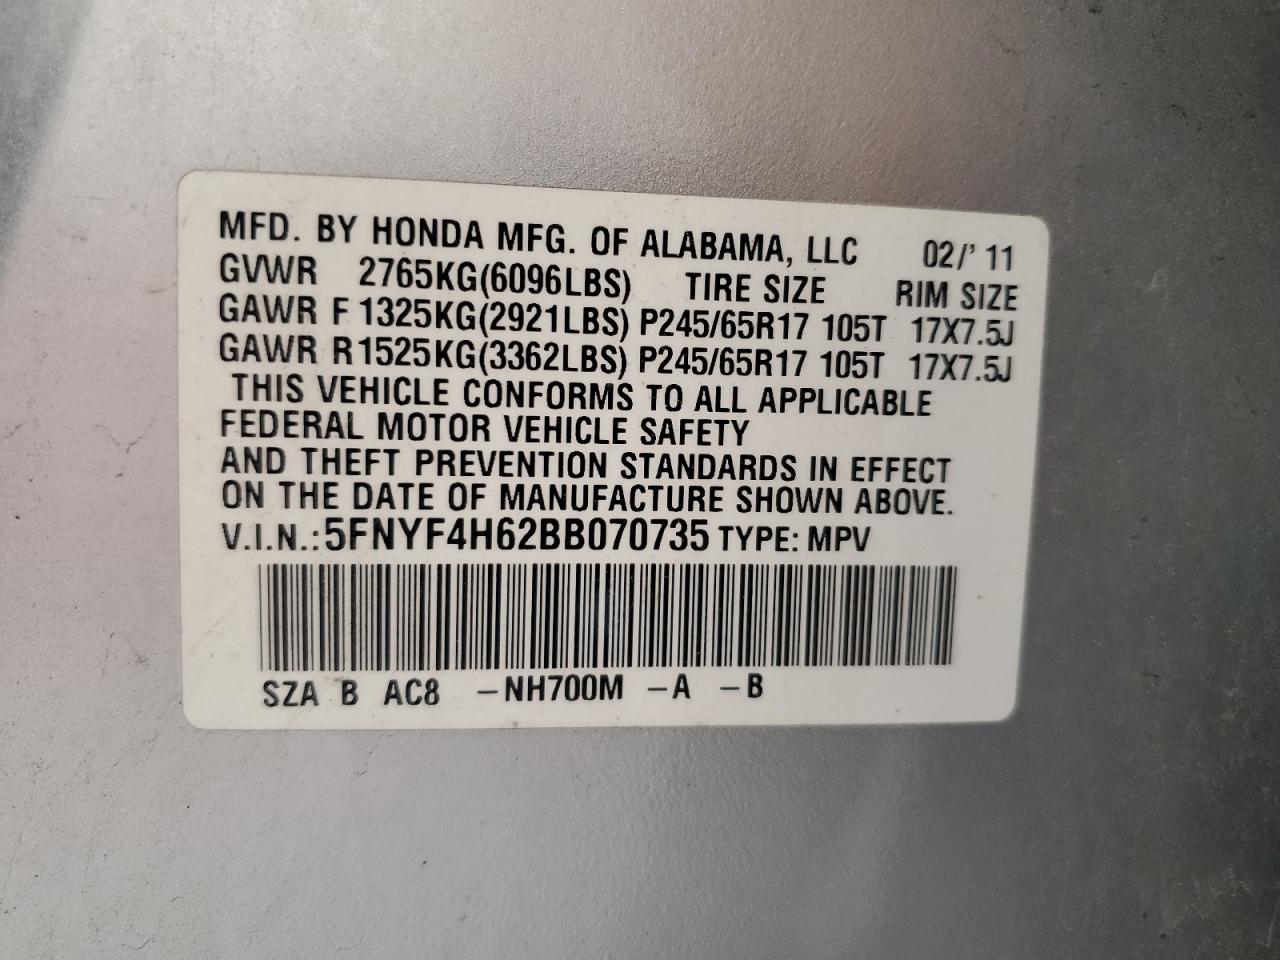 MFD. BY HONDA MFG. OF ALABAMA, LLC 02/' 11
GVWR 2765KG(6096LBS) TIRE SIZE RIM SIZE
GAWR F 1325KG(2921LBS) P245/65R17 105T 17X7.5J
GAWR R1525KG(3362LBS) P245/65R17 105T 17X7.5J
THIS VEHICLE CONFORMS TO ALL APPLICABLE
FEDERAL MOTOR VEHICLE SAFETY
AND THEFT PREVENTION STANDARDS IN EFFECT
ON THE DATE OF MANUFACTURE SHOWN ABOVE.
V.I.N.:5FNYF4H62BB070735 TYPE: MPV
SZA B AC8 –NH700M –A –B